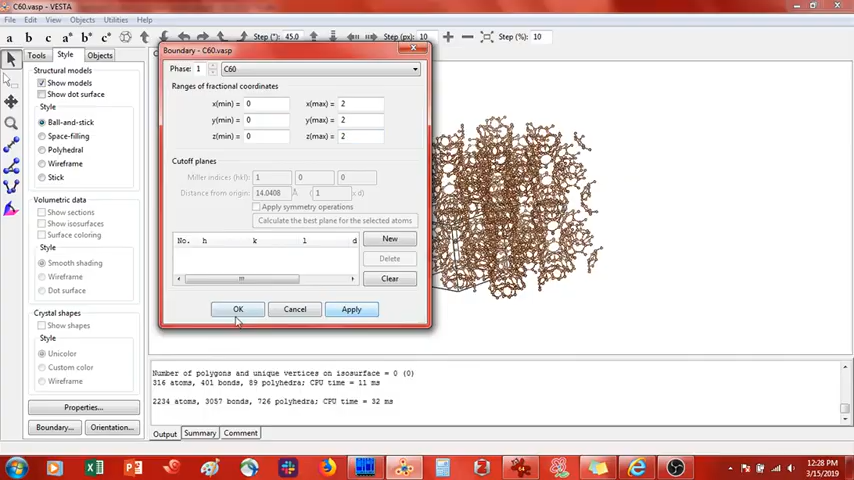 C60.vasp - VESTA
File Edit View Objects Utilities Help
a b c a* b* c* Step (°): 45.0 Step (px): 10 Step (%): 10
Tools Style Objects
Structural models
Show models
Show dot surface
Style
Ball-and-stick
Space-filling
Polyhedral
Wireframe
Stick
Volumetric data
Show sections
Show isosurfaces
Surface coloring
Style
Smooth shading
Wireframe
Dot surface
Crystal shapes
Show shapes
Unicolor
Custom color
Wireframe
Properties...
Boundary... Orientation...
Boundary - C60.vasp
Phase: 1 C60
Ranges of fractional coordinates
x(min) = 0 x(max) = 2
y(min) = 0 y(max) = 2
z(min) = 0 z(max) = 2
Cutoff planes
Miller indices (hkl): 1 0 0
Distance from origin: 14.0408 Å ( 1 x d)
Apply symmetry operations
Calculate the best plane for the selected atoms
No. h k l d
New
Delete
Clear
OK Cancel Apply
Number of polygons and unique vertices on isosurface = 0 (0)
316 atoms, 401 bonds, 89 polyhedra; CPU time = 11 ms
2234 atoms, 3057 bonds, 726 polyhedra; CPU time = 32 ms
Output Summary Comment
12:28 PM
3/15/2019